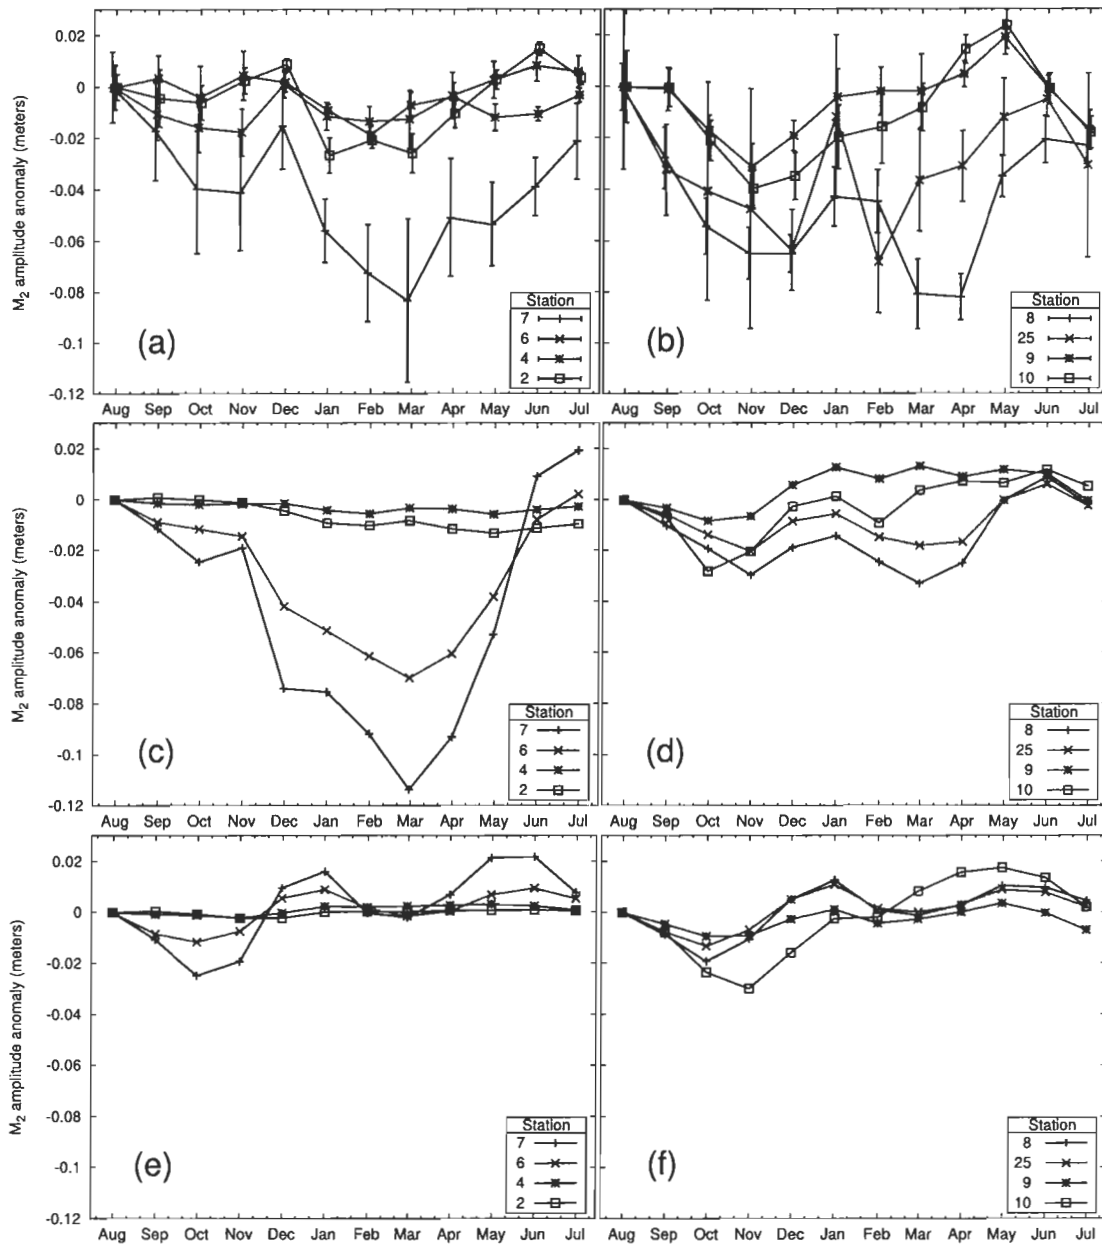 0.02
0
-0.02
-0.04
-0.06
-0.08
-0.1
-0.12
M2 amplitude anomaly (meters)
(a)
Station
7
6
4
2
Aug Sep Oct Nov Dec Jan Feb Mar Apr May Jun Jul
(b)
Station
8
25
9
10
Aug Sep Oct Nov Dec Jan Feb Mar Apr May Jun Jul
0.02
0
-0.02
-0.04
-0.06
-0.08
-0.1
-0.12
M2 amplitude anomaly (meters)
(c)
Station
7
6
4
2
Aug Sep Oct Nov Dec Jan Feb Mar Apr May Jun Jul
(d)
Station
8
25
9
10
Aug Sep Oct Nov Dec Jan Feb Mar Apr May Jun Jul
0.02
0
-0.02
-0.04
-0.06
-0.08
-0.1
-0.12
M2 amplitude anomaly (meters)
(e)
Station
7
6
4
2
Aug Sep Oct Nov Dec Jan Feb Mar Apr May Jun Jul
(f)
Station
8
25
9
10
Aug Sep Oct Nov Dec Jan Feb Mar Apr May Jun Jul